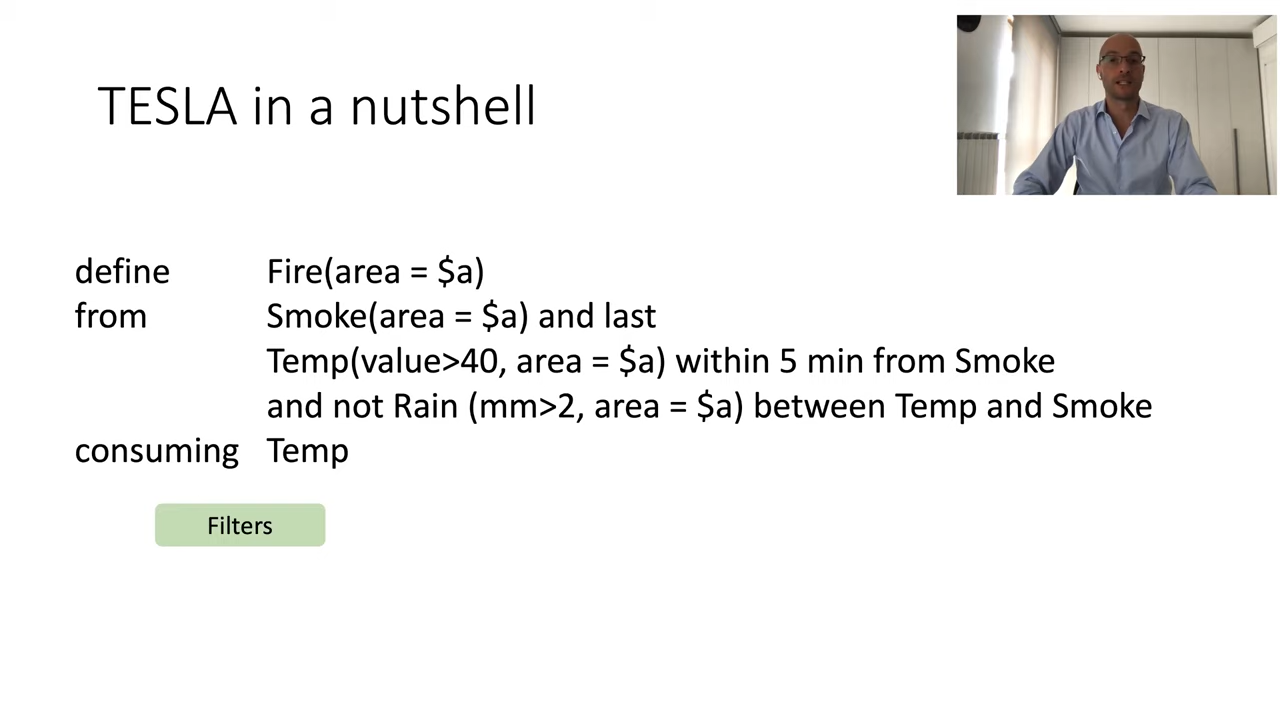 TESLA in a nutshell
define Fire(area = $a)
from Smoke(area = $a) and last
Temp(value>40, area = $a) within 5 min from Smoke
and not Rain (mm>2, area = $a) between Temp and Smoke
consuming Temp
Filters